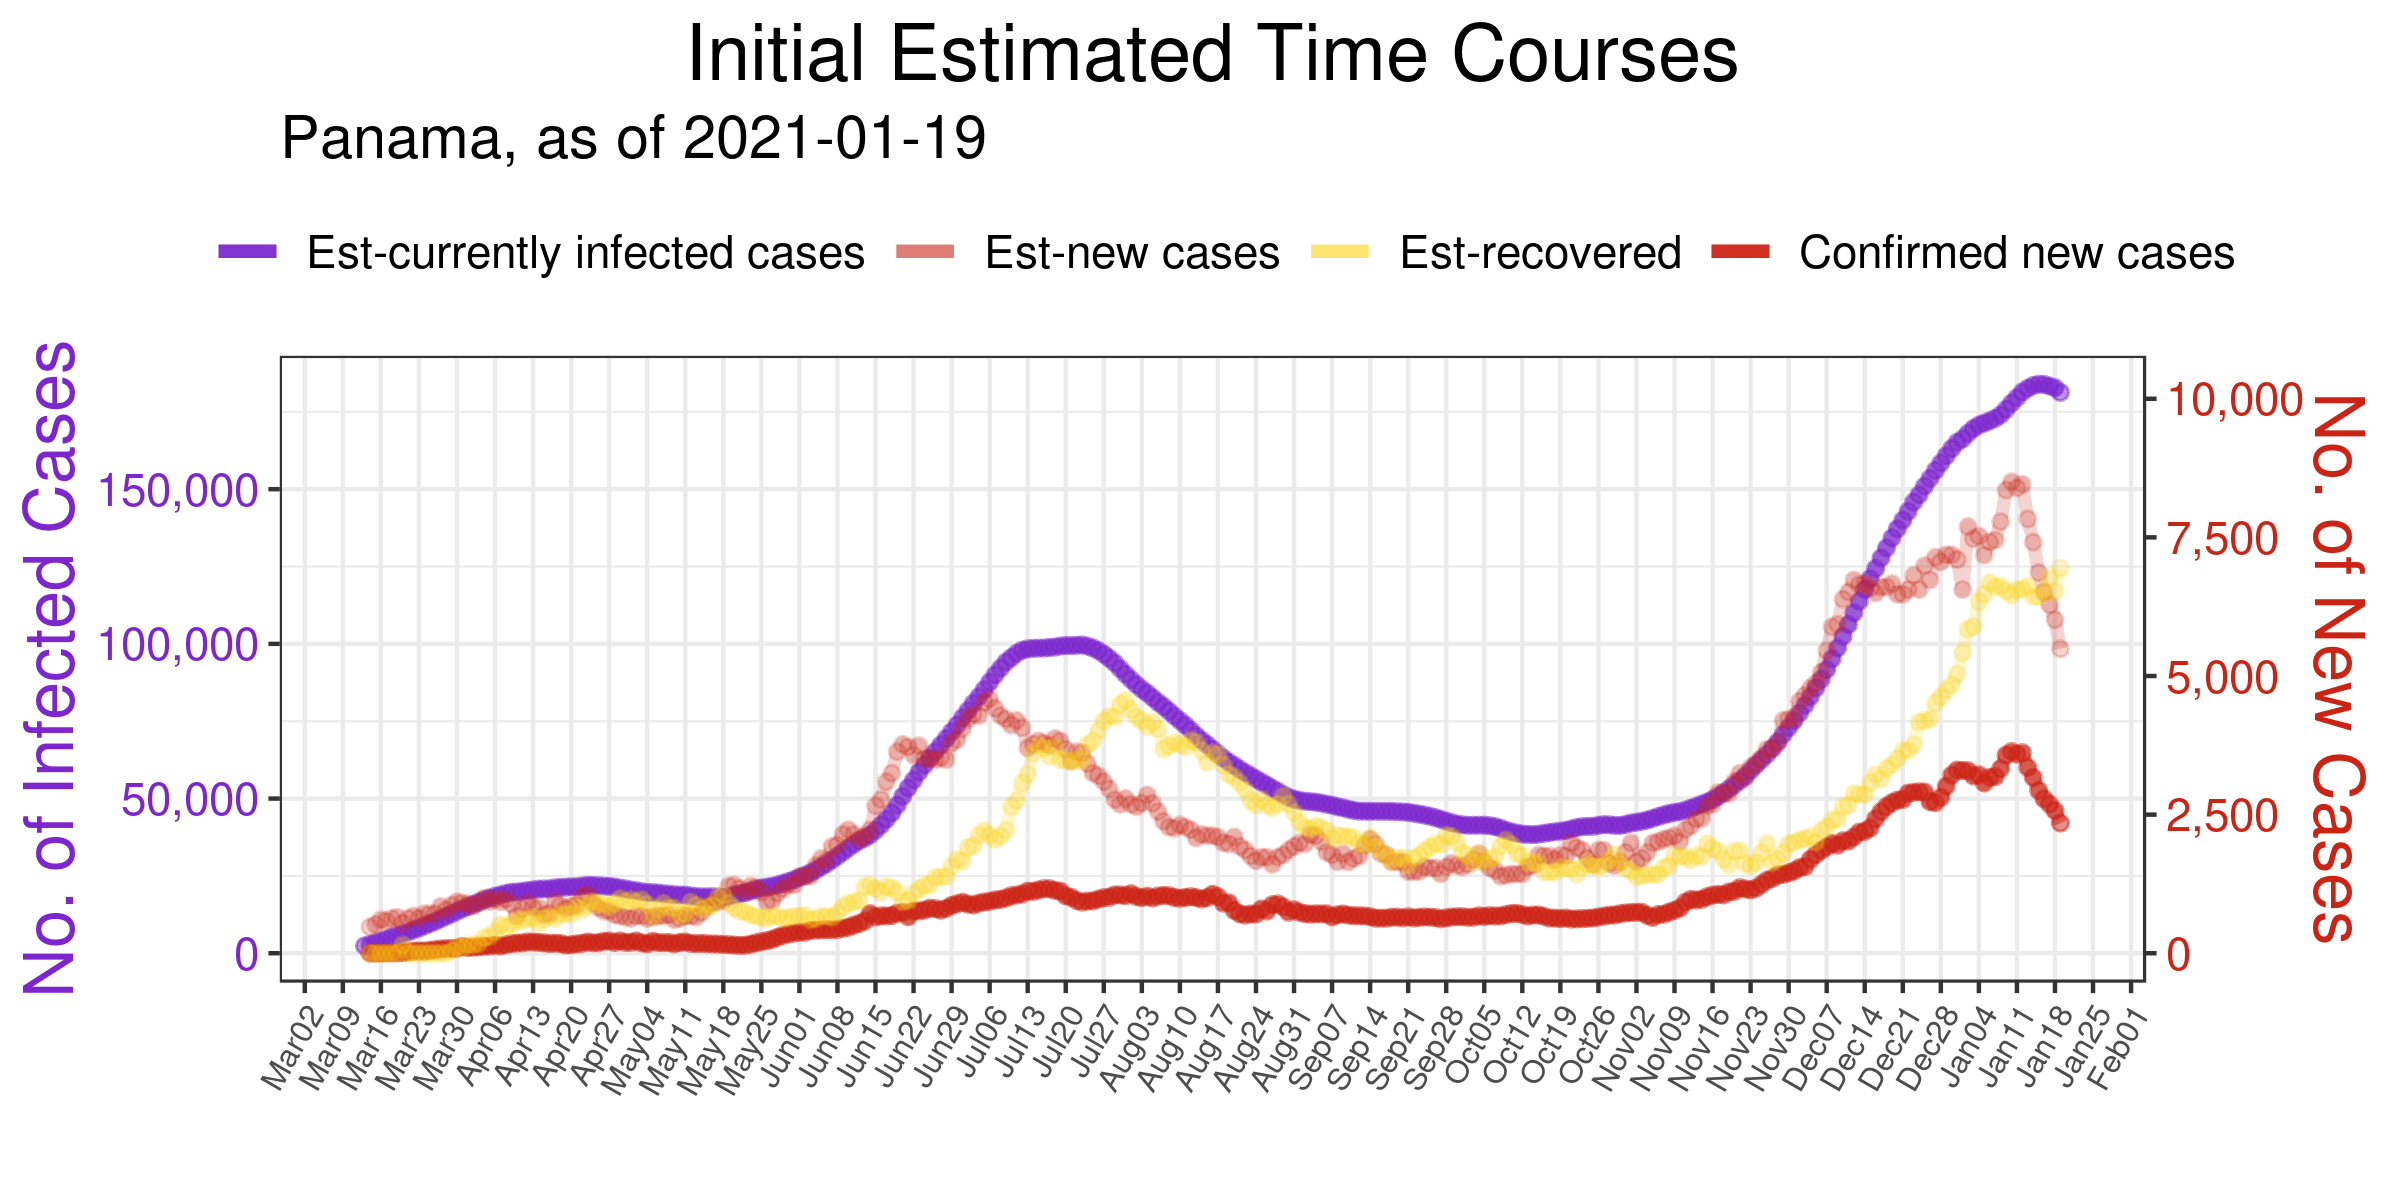 Initial Estimated Time Courses
Panama, as of 2021-01-19
Est-currently infected cases Est-new cases Est-recovered Confirmed new cases
No. of Infected Cases
150,000
100,000
50,000
0
10,000
7,500
5,000
2,500
0
No. of New Cases
Mar02 Mar09 Mar16 Mar23 Mar30 Apr06 Apr13 Apr20 Apr27 May04 May11 May18 May25 Jun01 Jun08 Jun15 Jun22 Jun29 Jul06 Jul13 Jul20 Jul27 Aug03 Aug10 Aug17 Aug24 Aug31 Sep07 Sep14 Sep21 Sep28 Oct05 Oct12 Oct19 Oct26 Nov02 Nov09 Nov16 Nov23 Nov30 Dec07 Dec14 Dec21 Dec28 Jan04 Jan11 Jan18 Jan25 Feb01